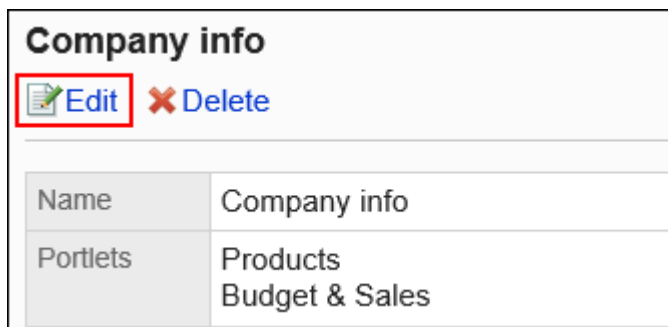 Company info
Edit Delete
Name Company info
Portlets Products
Budget & Sales